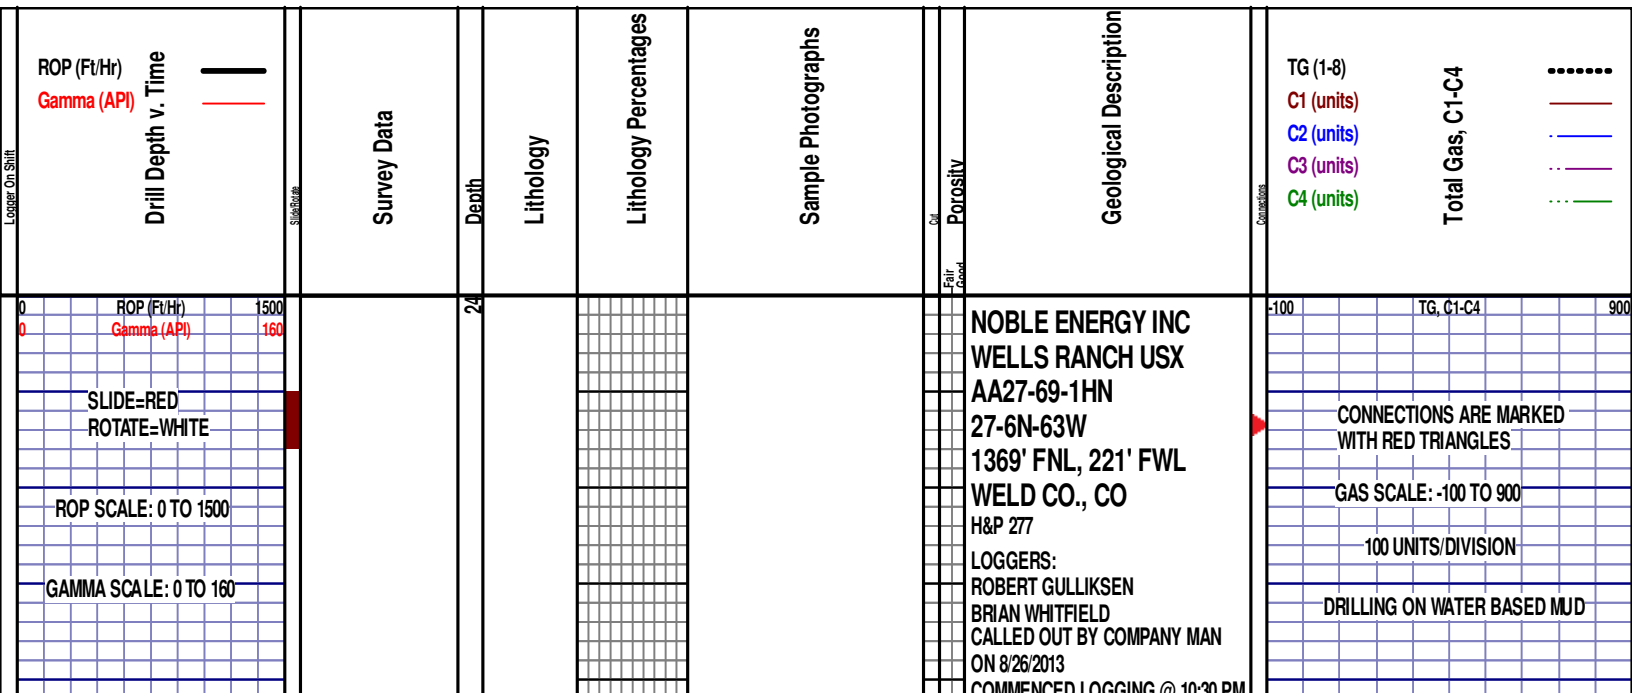 Logger On Shift
ROP (Ft/Hr)
Gamma (API)
Drill Depth v. Time
Slide/Rotate
Survey Data
Depth
Lithology
Lithology Percentages
Sample Photographs
Cut
Porosity
Fair
Good
Geological Description
Connections
TG (1-8)
C1 (units)
C2 (units)
C3 (units)
C4 (units)
Total Gas, C1-C4
0 ROP (Ft/Hr) 1500
0 Gamma (API) 160
SLIDE=RED
ROTATE=WHITE
ROP SCALE: 0 TO 1500
GAMMA SCALE: 0 TO 160
NOBLE ENERGY INC
WELLS RANCH USX
AA27-69-1HN
27-6N-63W
1369' FNL, 221' FWL
WELD CO., CO
H&P 277
LOGGERS:
ROBERT GULLIKSEN
BRIAN WHITFIELD
CALLED OUT BY COMPANY MAN
ON 8/26/2013
COMMENCED LOGGING @ 10:30 PM
-100 TG, C1-C4 900
CONNECTIONS ARE MARKED
WITH RED TRIANGLES
GAS SCALE: -100 TO 900
100 UNITS/DIVISION
DRILLING ON WATER BASED MUD